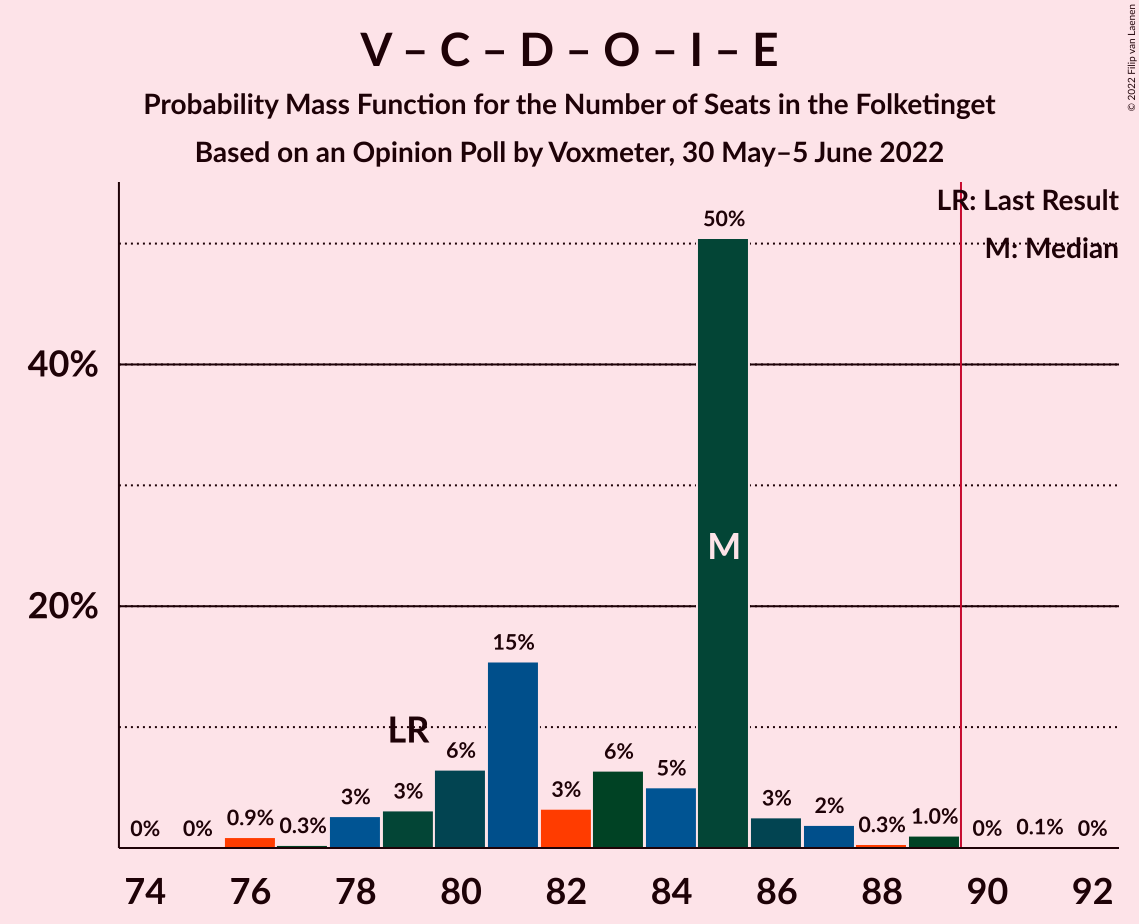 V – C – D – O – I – E
Probability Mass Function for the Number of Seats in the Folketinget
Based on an Opinion Poll by Voxmeter, 30 May–5 June 2022
© 2022 Filip van Laenen
LR: Last Result
M: Median
50%
40%
M
20%
15%
LR
0% 0% 0.9% 0.3% 3% 3% 6% 3% 6% 5% 3% 2% 0.3% 1.0% 0% 0.1% 0%
74 76 78 80 82 84 86 88 90 92